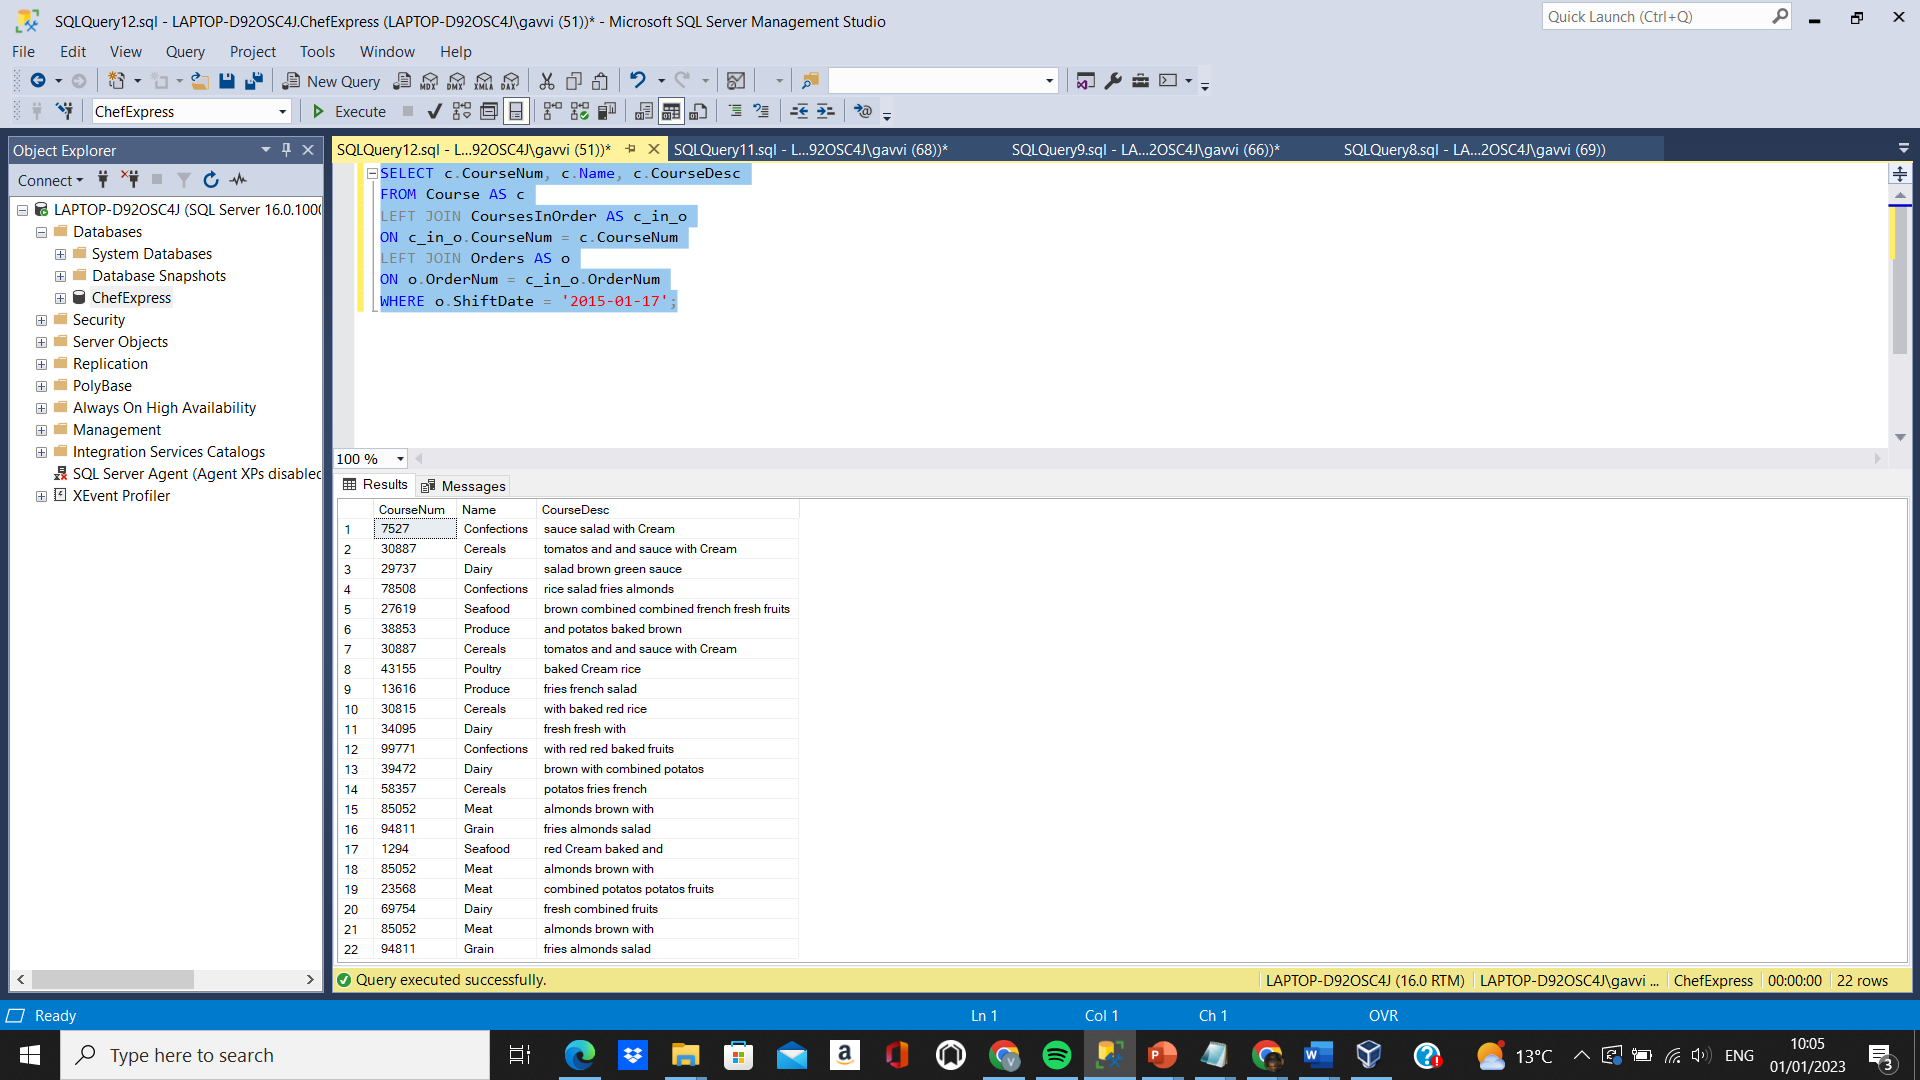 SQLQuery12.sql - LAPTOP-D92OSC4J.ChefExpress (LAPTOP-D92OSC4J\gavvi (51))* - Microsoft SQL Server Management Studio
Quick Launch (Ctrl+Q)
File Edit View Query Project Tools Window Help
New Query MDX DMX XMLA DAX
ChefExpress Execute
Object Explorer
SQLQuery12.sql - L...92OSC4J\gavvi (51))* SQLQuery11.sql - L...92OSC4J\gavvi (68))* SQLQuery9.sql - LA...2OSC4J\gavvi (66))* SQLQuery8.sql - LA...2OSC4J\gavvi (69))
Connect
LAPTOP-D92OSC4J (SQL Server 16.0.1000
Databases
System Databases
Database Snapshots
ChefExpress
Security
Server Objects
Replication
PolyBase
Always On High Availability
Management
Integration Services Catalogs
SQL Server Agent (Agent XPs disabled
XEvent Profiler
SELECT c.CourseNum, c.Name, c.CourseDesc
FROM Course AS c
LEFT JOIN CoursesInOrder AS c_in_o
ON c_in_o.CourseNum = c.CourseNum
LEFT JOIN Orders AS o
ON o.OrderNum = c_in_o.OrderNum
WHERE o.ShiftDate = '2015-01-17';
100 %
Results Messages
CourseNum Name CourseDesc
1 7527 Confections sauce salad with Cream
2 30887 Cereals tomatos and and sauce with Cream
3 29737 Dairy salad brown green sauce
4 78508 Confections rice salad fries almonds
5 27619 Seafood brown combined combined french fresh fruits
6 38853 Produce and potatos baked brown
7 30887 Cereals tomatos and and sauce with Cream
8 43155 Poultry baked Cream rice
9 13616 Produce fries french salad
10 30815 Cereals with baked red rice
11 34095 Dairy fresh fresh with
12 99771 Confections with red red baked fruits
13 39472 Dairy brown with combined potatos
14 58357 Cereals potatos fries french
15 85052 Meat almonds brown with
16 94811 Grain fries almonds salad
17 1294 Seafood red Cream baked and
18 85052 Meat almonds brown with
19 23568 Meat combined potatos potatos fruits
20 69754 Dairy fresh combined fruits
21 85052 Meat almonds brown with
22 94811 Grain fries almonds salad
Query executed successfully. LAPTOP-D92OSC4J (16.0 RTM) LAPTOP-D92OSC4J\gavvi ... ChefExpress 00:00:00 22 rows
Ready Ln 1 Col 1 Ch 1 OVR
Type here to search
13°C ENG
10:05
01/01/2023
3